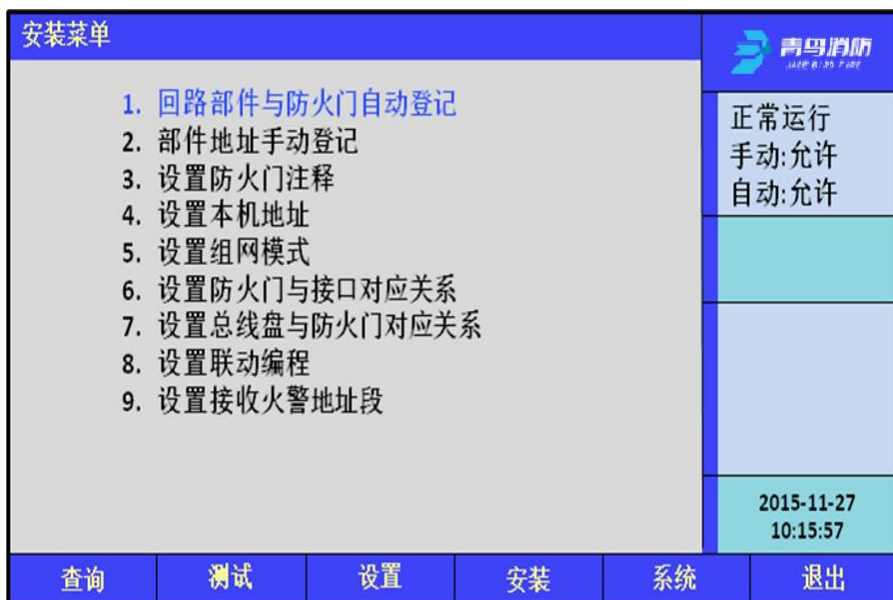 安装菜单
青鸟消防
JADE BIRD FIRE
1. 回路部件与防火门自动登记
2. 部件地址手动登记
3. 设置防火门注释
4. 设置本机地址
5. 设置组网模式
6. 设置防火门与接口对应关系
7. 设置总线盘与防火门对应关系
8. 设置联动编程
9. 设置接收火警地址段
正常运行
手动:允许
自动:允许
2015-11-27
10:15:57
查询 测试 设置 安装 系统 退出